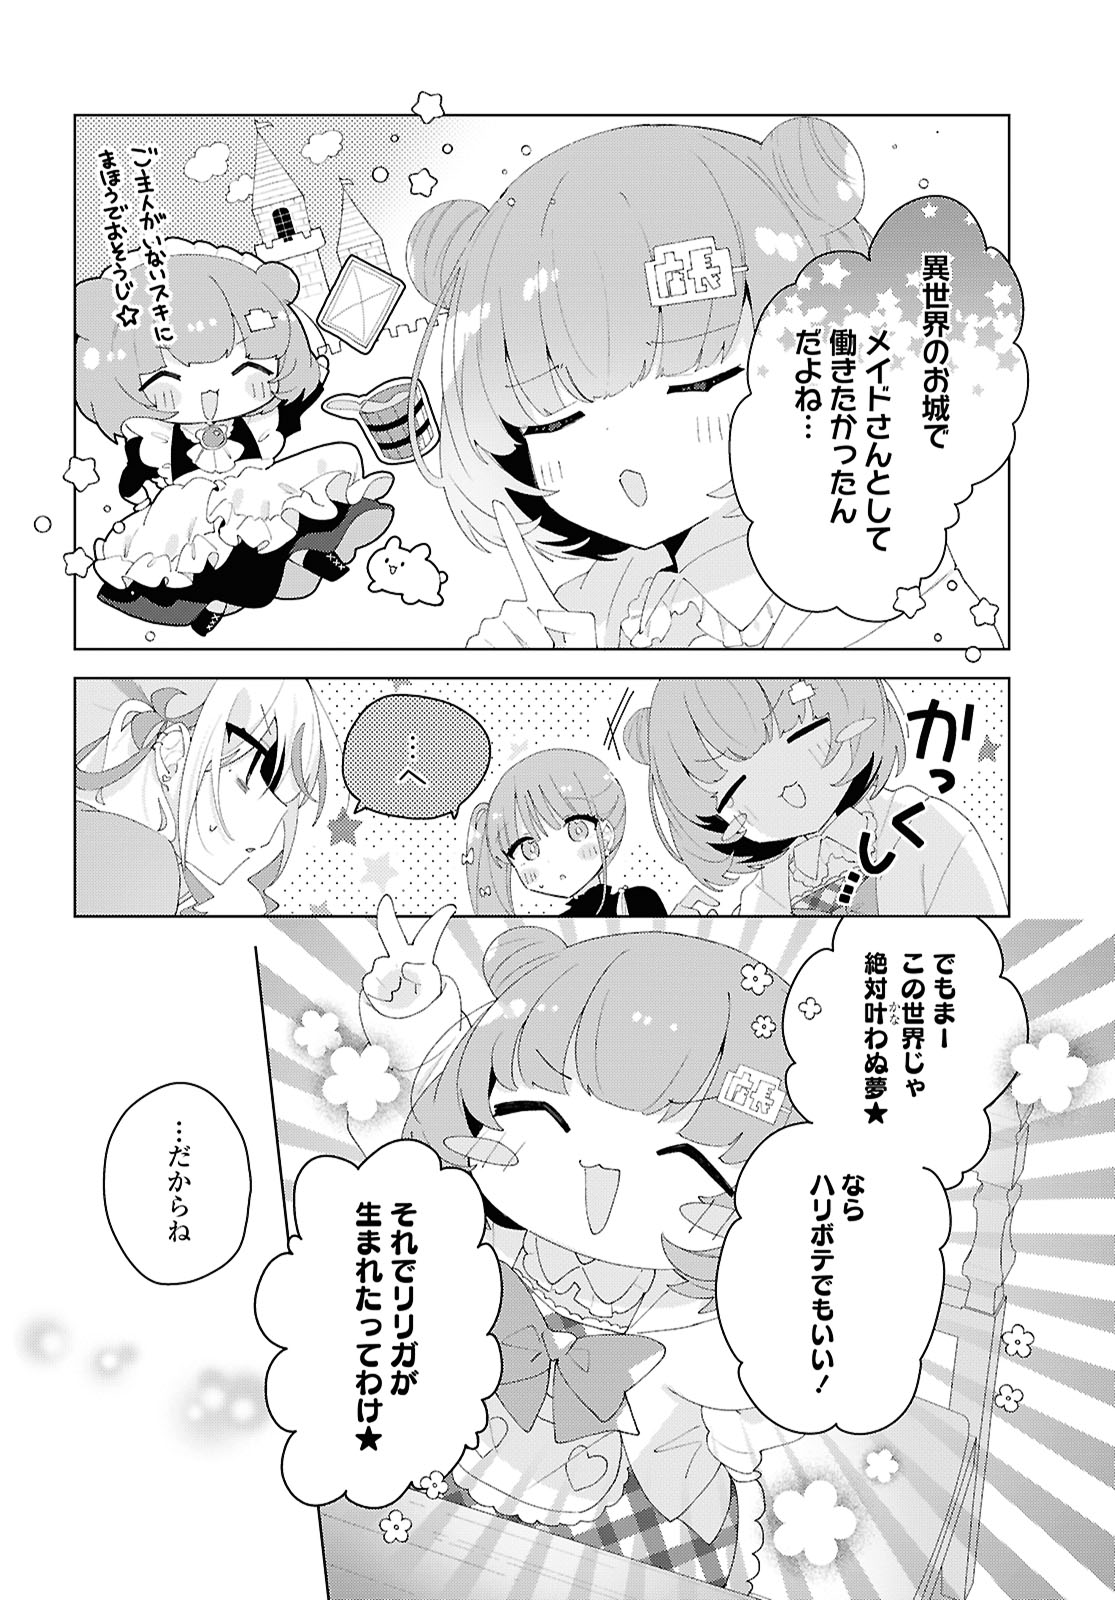 異世界のお城で
メイドさんとして
働きたかったん
だよね…
店長
ご主人がいないスキに
まほうでおそうじ☆
かっくし…
…へ
でもまー
この世界じゃ
絶対叶わぬ夢★
かな
なら
ハリボテでもいい!
店長
それでリリガが
生まれたってわけ★
…だからね